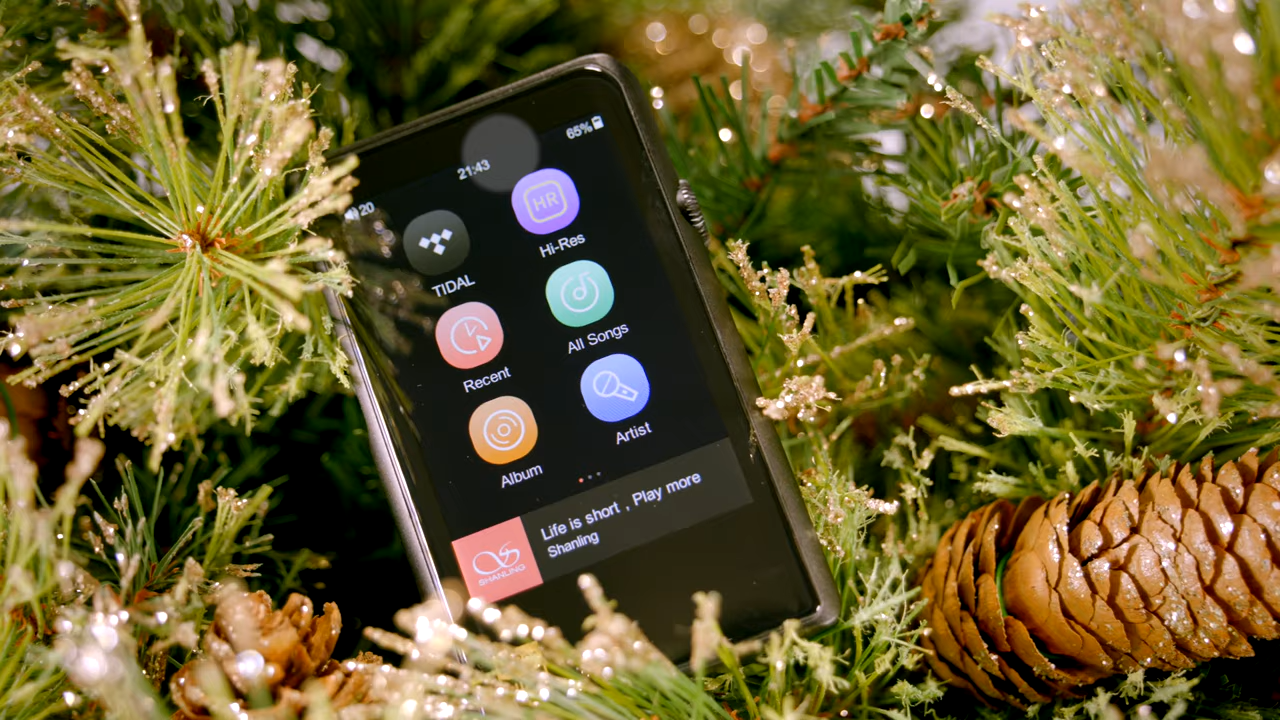 20
21:43
65%
TIDAL
HR
Hi-Res
Recent
All Songs
Album
Artist
Life is short , Play more
Shanling
SHANLING